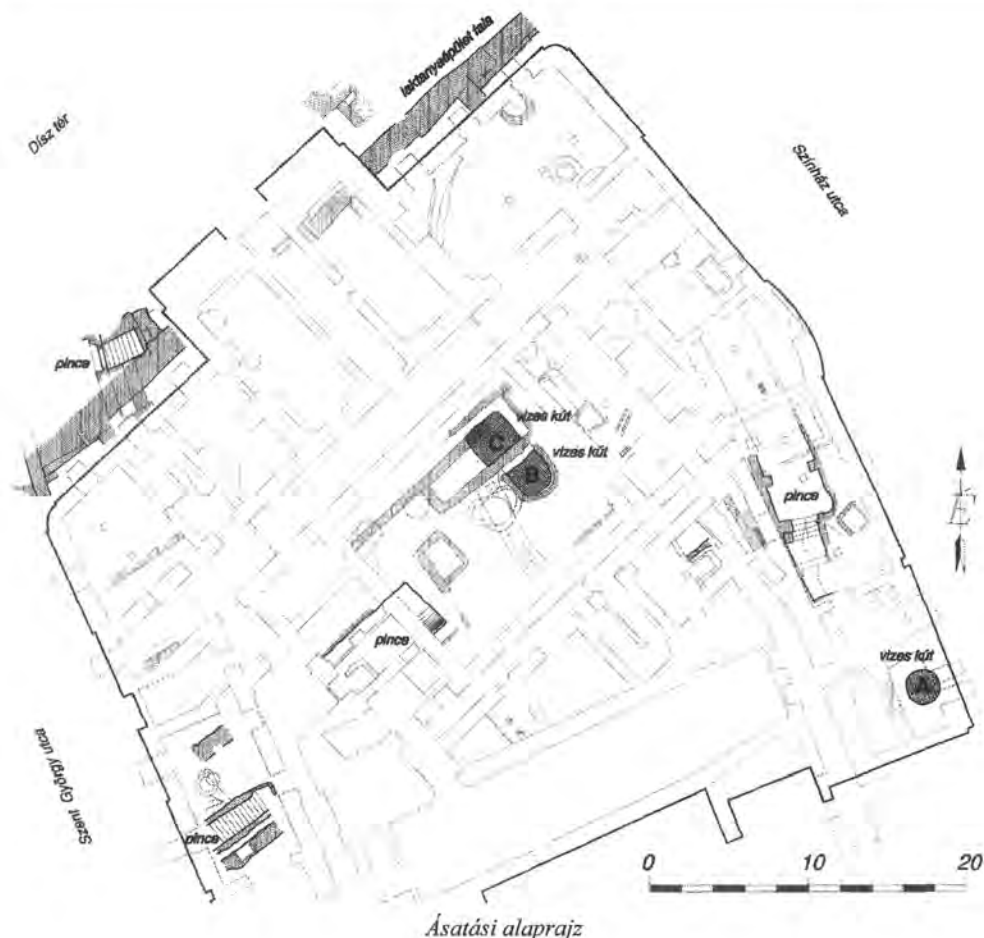 laktanyaépület fala
Dísz tér
Színház utca
pince
vizes kút
C
vizes kút
B
pince
É
pince
vizes kút
A
Szent György utca
pince
0 10 20
Ásatási alaprajz